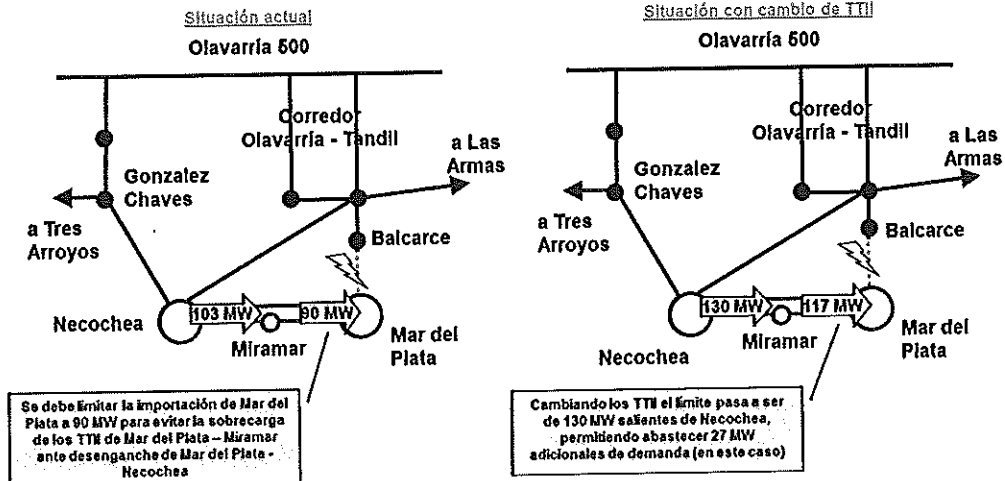 Situación actual
Olavarría 500
Corredor
Olavarría - Tandil
a Las
Armas
Gonzalez
Chaves
a Tres
Arroyos
Balcarce
103 MW
90 MW
Necochea
Miramar
Mar del
Plata
Se debe limitar la importación de Mar del
Plata a 90 MW para evitar la sobrecarga
de los TTII de Mar del Plata – Miramar
ante desenganche de Mar del Plata -
Necochea
Situación con cambio de TTII
Olavarría 500
Corredor
Olavarría - Tandil
a Las
Armas
Gonzalez
Chaves
a Tres
Arroyos
Balcarce
130 MW
117 MW
Necochea
Miramar
Mar del
Plata
Cambiando los TTII el límite pasa a ser
de 130 MW salientes de Necochea,
permitiendo abastecer 27 MW
adicionales de demanda (en este caso)